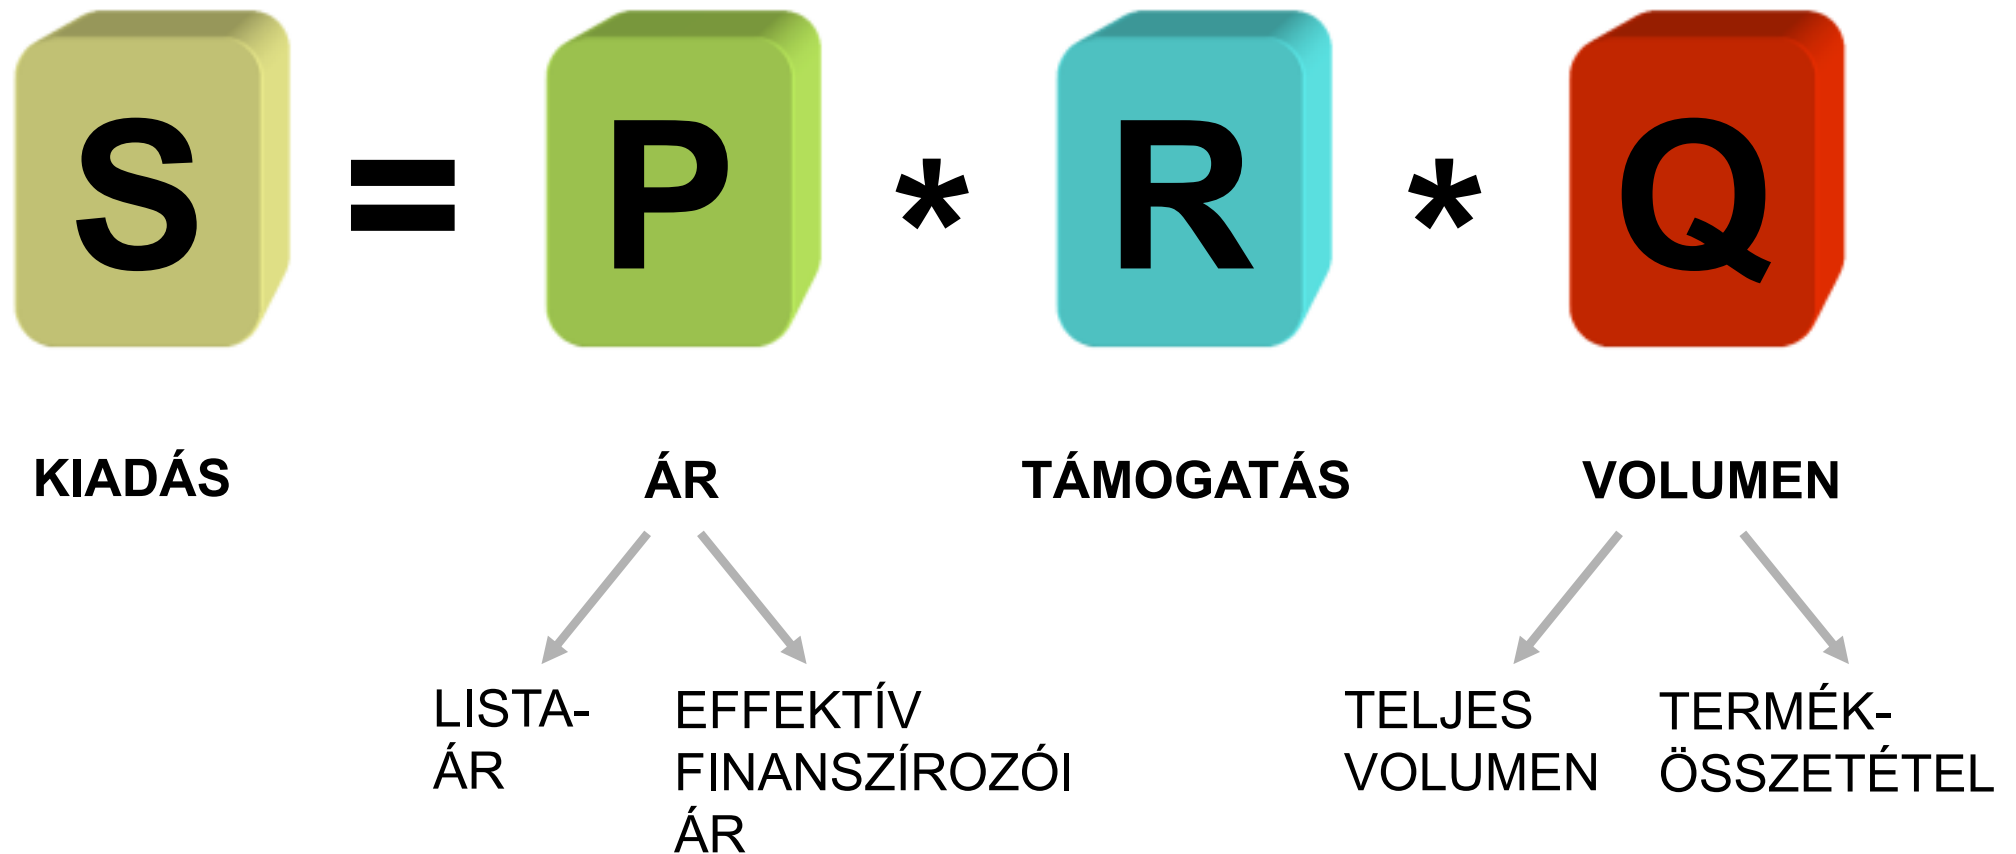 S = P * R * Q
KIADÁS ÁR TÁMOGATÁS VOLUMEN
LISTA-
ÁR
EFFEKTÍV
FINANSZÍROZÓI
ÁR
TELJES
VOLUMEN
TERMÉK-
ÖSSZETÉTEL